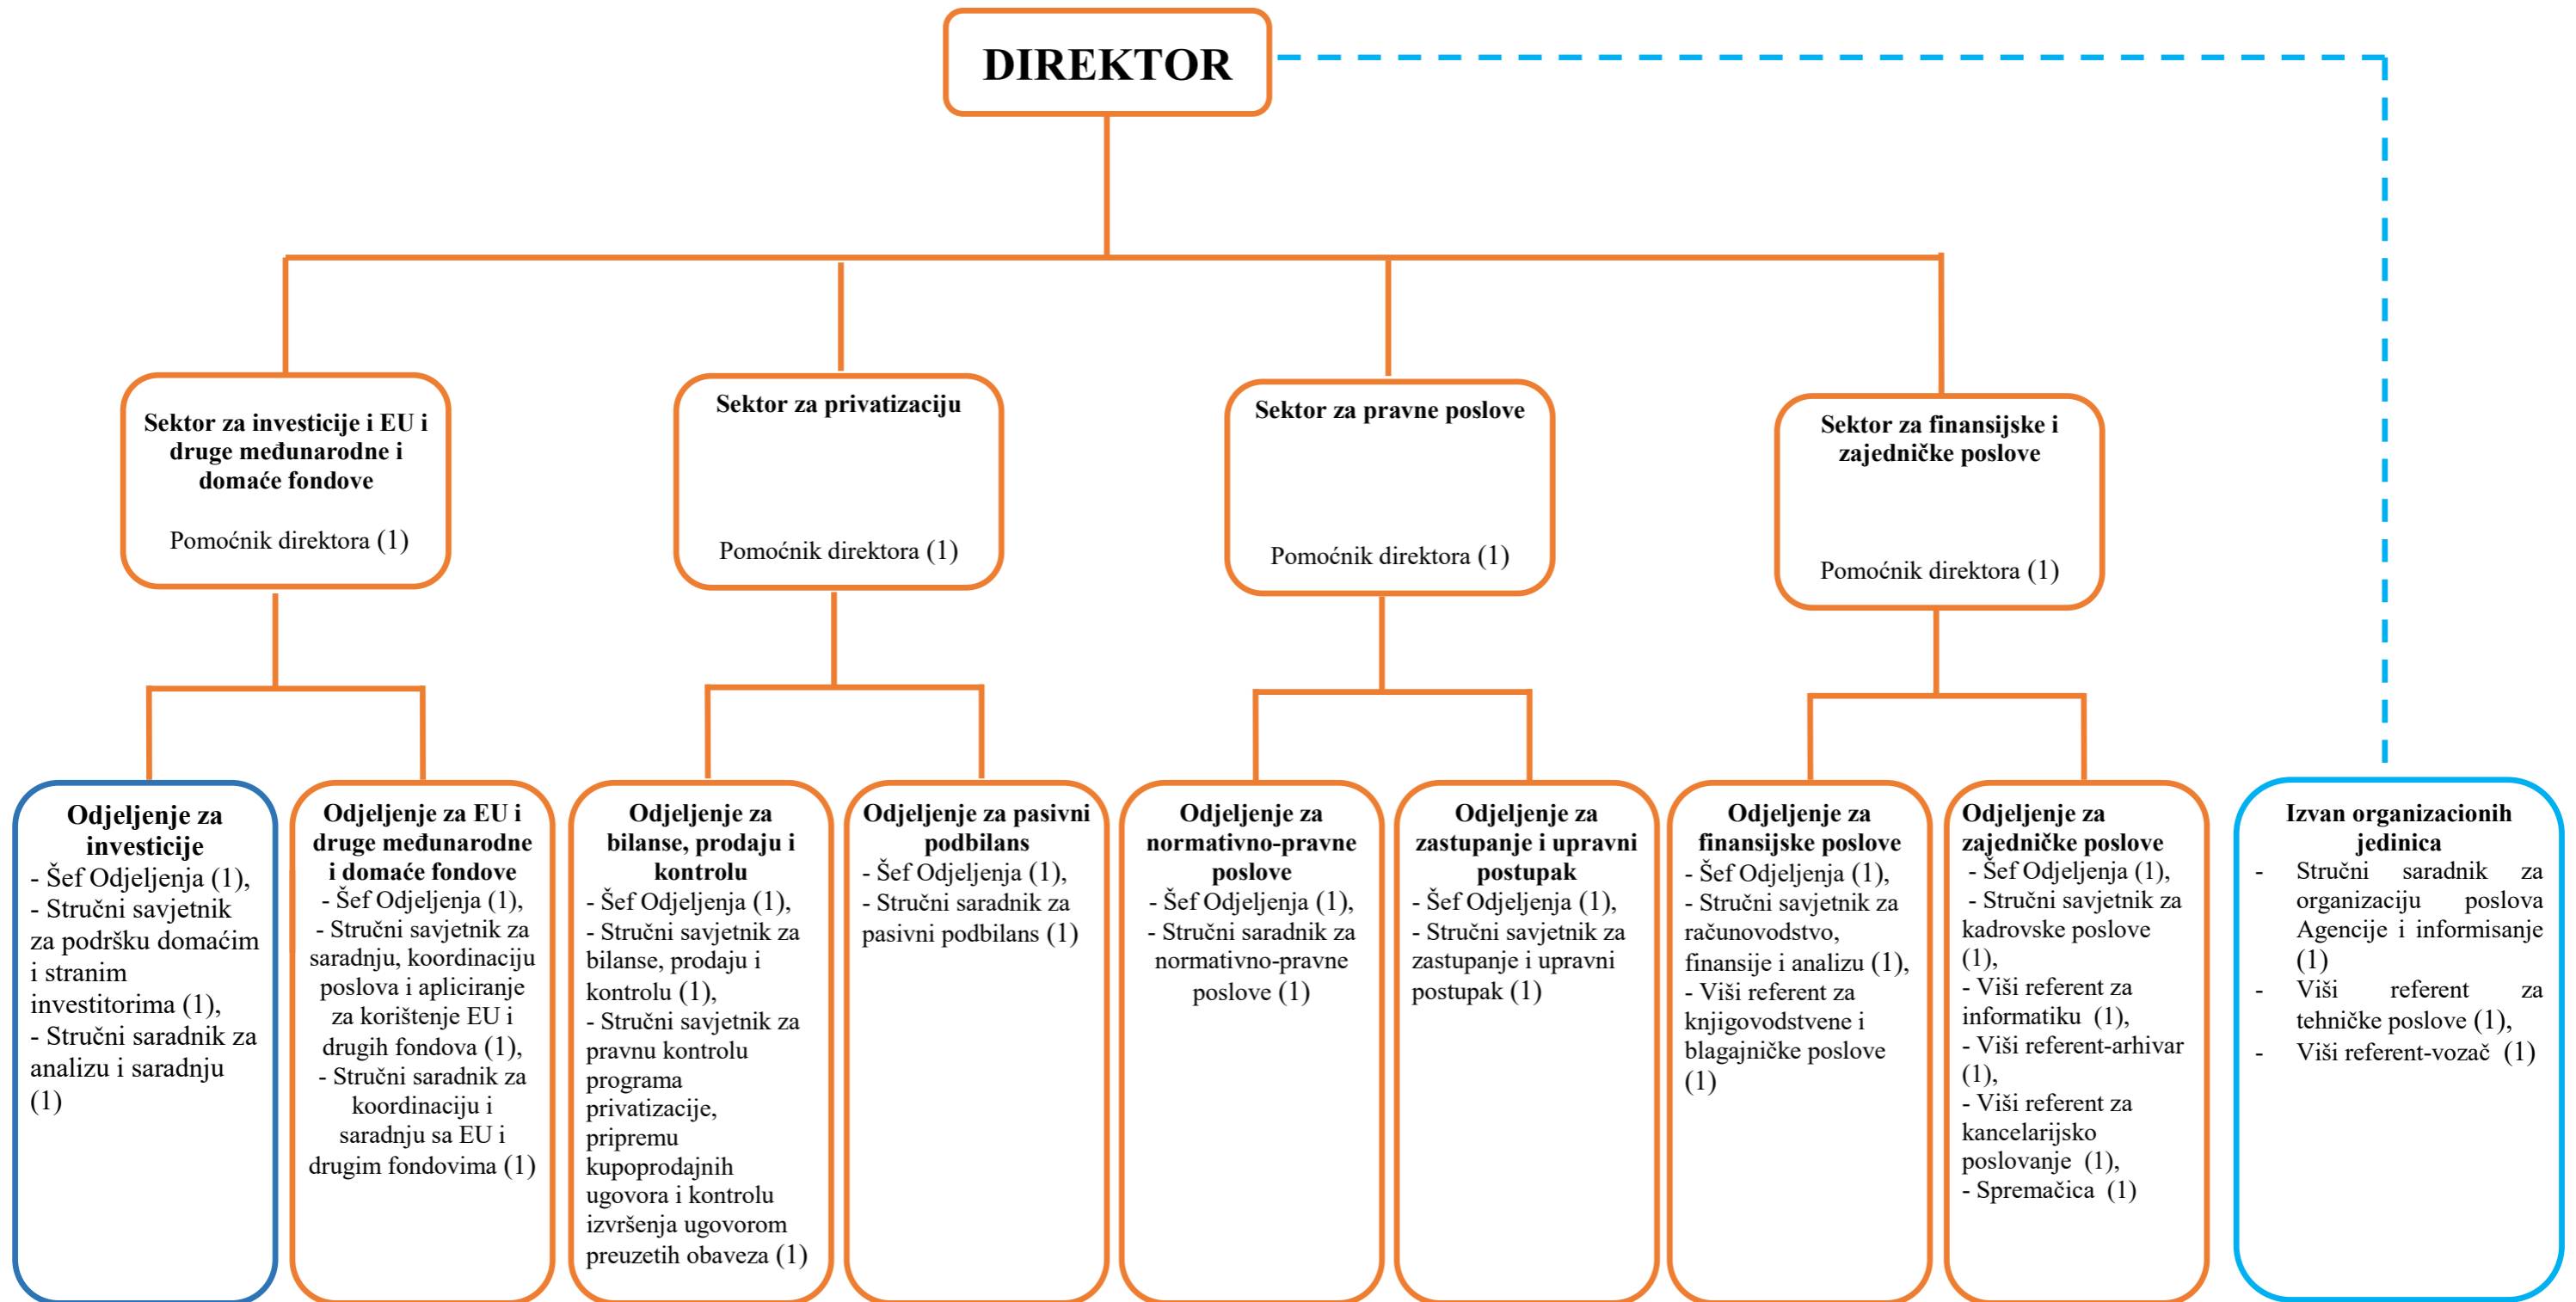 DIREKTOR
Sektor za investicije i EU i
druge međunarodne i
domaće fondove
Pomoćnik direktora (1)
Sektor za privatizaciju
Pomoćnik direktora (1)
Sektor za pravne poslove
Pomoćnik direktora (1)
Sektor za finansijske i
zajedničke poslove
Pomoćnik direktora (1)
Odjeljenje za
investicije
- Šef Odjeljenja (1),
- Stručni savjetnik
za podršku domaćim
i stranim
investitorima (1),
- Stručni saradnik za
analizu i saradnju
(1)
Odjeljenje za EU i
druge međunarodne
i domaće fondove
- Šef Odjeljenja (1),
- Stručni savjetnik za
saradnju, koordinaciju
poslova i apliciranje
za korištenje EU i
drugih fondova (1),
- Stručni saradnik za
koordinaciju i
saradnju sa EU i
drugim fondovima (1)
Odjeljenje za
bilanse, prodaju i
kontrolu
- Šef Odjeljenja (1),
- Stručni savjetnik za
bilanse, prodaju i
kontrolu (1),
- Stručni savjetnik za
pravnu kontrolu
programa
privatizacije,
pripremu
kupoprodajnih
ugovora i kontrolu
izvršenja ugovorom
preuzetih obaveza (1)
Odjeljenje za pasivni
podbilans
- Šef Odjeljenja (1),
- Stručni saradnik za
pasivni podbilans (1)
Odjeljenje za
normativno-pravne
poslove
- Šef Odjeljenja (1),
- Stručni saradnik za
normativno-pravne
poslove (1)
Odjeljenje za
zastupanje i upravni
postupak
- Šef Odjeljenja (1),
- Stručni savjetnik za
zastupanje i upravni
postupak (1)
Odjeljenje za
finansijske poslove
- Šef Odjeljenja (1),
- Stručni savjetnik za
računovodstvo,
finansije i analizu (1),
- Viši referent za
knjigovodstvene i
blagajničke poslove
(1)
Odjeljenje za
zajedničke poslove
- Šef Odjeljenja (1),
- Stručni savjetnik za
kadrovske poslove
(1),
- Viši referent za
informatiku (1),
- Viši referent-arhivar
(1),
- Viši referent za
kancelarijsko
poslovanje (1),
- Spremačica (1)
Izvan organizacionih
jedinica
- Stručni saradnik za
organizaciju poslova
Agencije i informisanje
(1)
- Viši referent za
tehničke poslove (1),
- Viši referent-vozač (1)